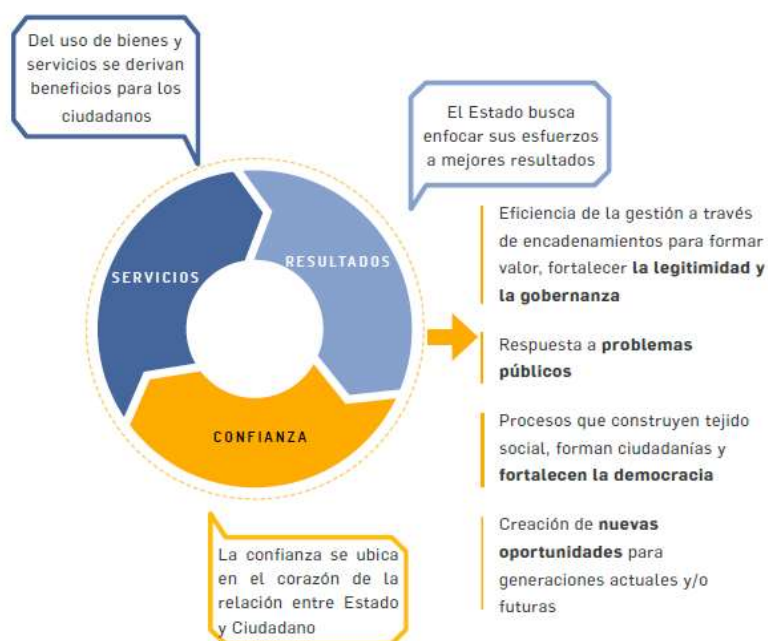 Del uso de bienes y
servicios se derivan
beneficios para los
ciudadanos
El Estado busca
enfocar sus esfuerzos
a mejores resultados
SERVICIOS
RESULTADOS
CONFIANZA
Eficiencia de la gestión a través
de encadenamientos para formar
valor, fortalecer la legitimidad y
la gobernanza
Respuesta a problemas
públicos
Procesos que construyen tejido
social, forman ciudadanías y
fortalecen la democracia
Creación de nuevas
oportunidades para
generaciones actuales y/o
futuras
La confianza se ubica
en el corazón de la
relación entre Estado
y Ciudadano